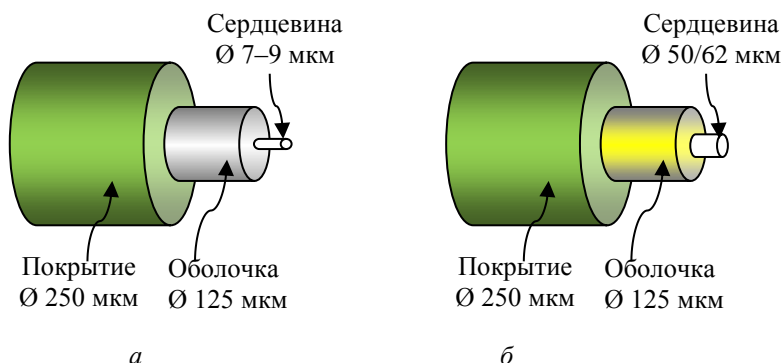 Сердцевина
Ø 7–9 мкм
Покрытие
Ø 250 мкм
Оболочка
Ø 125 мкм
а
Сердцевина
Ø 50/62 мкм
Покрытие
Ø 250 мкм
Оболочка
Ø 125 мкм
б